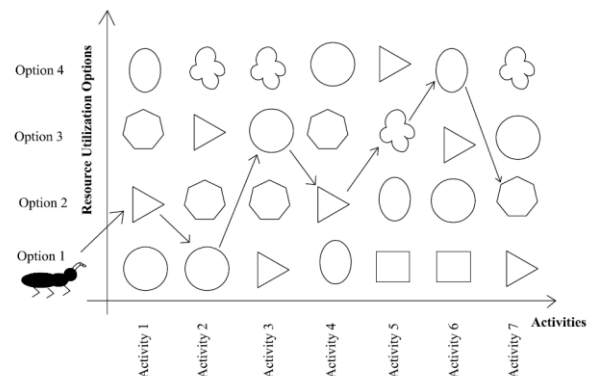 Resource Utilization Options
Option 4
Option 3
Option 2
Option 1
Activities
Activity 1
Activity 2
Activity 3
Activity 4
Activity 5
Activity 6
Activity 7